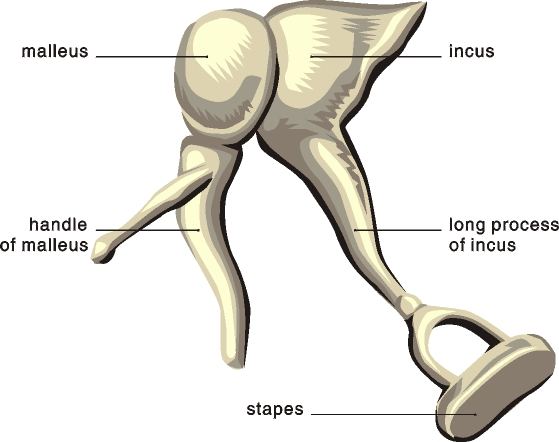 malleus
incus
handle
of malleus
long process
of incus
stapes